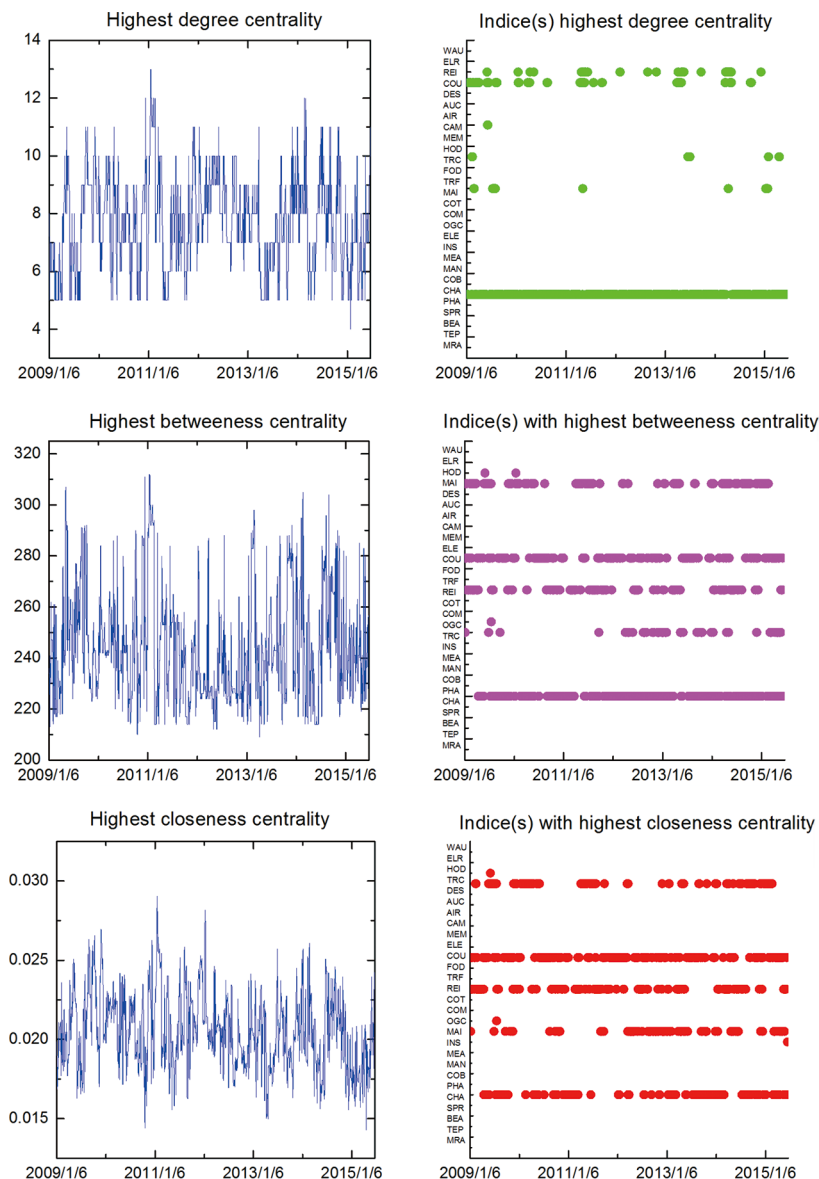 Highest degree centrality
14
12
10
8
6
4
2009/1/6
2011/1/6
2013/1/6
2015/1/6
Indice(s) highest degree centrality
WAU
ELR
REI
COU
DES
AUC
AIR
CAM
MEM
HOD
TRC
FOD
TRF
MAI
COT
COM
OGC
ELE
INS
MEA
MAN
COB
CHA
PHA
SPR
BEA
TEP
MRA
2009/1/6
2011/1/6
2013/1/6
2015/1/6
Highest betweeness centrality
320
300
280
260
240
220
200
2009/1/6
2011/1/6
2013/1/6
2015/1/6
Indice(s) with highest betweeness centrality
WAU
ELR
HOD
MAI
DES
AUC
AIR
CAM
MEM
ELE
COU
FOD
TRF
REI
COT
COM
OGC
TRC
INS
MEA
MAN
COB
PHA
CHA
SPR
BEA
TEP
MRA
2009/1/6
2011/1/6
2013/1/6
2015/1/6
Highest closeness centrality
0.030
0.025
0.020
0.015
2009/1/6
2011/1/6
2013/1/6
2015/1/6
Indice(s) with highest closeness centrality
WAU
ELR
HOD
TRC
DES
AUC
AIR
CAM
MEM
ELE
COU
FOD
TRF
REI
COT
COM
OGC
MAI
INS
MEA
MAN
COB
PHA
CHA
SPR
BEA
TEP
MRA
2009/1/6
2011/1/6
2013/1/6
2015/1/6